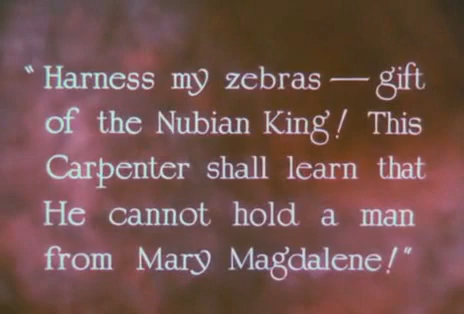 "Harness my zebras — gift
of the Nubian King! This
Carpenter shall learn that
He cannot hold a man
from Mary Magdalene!"